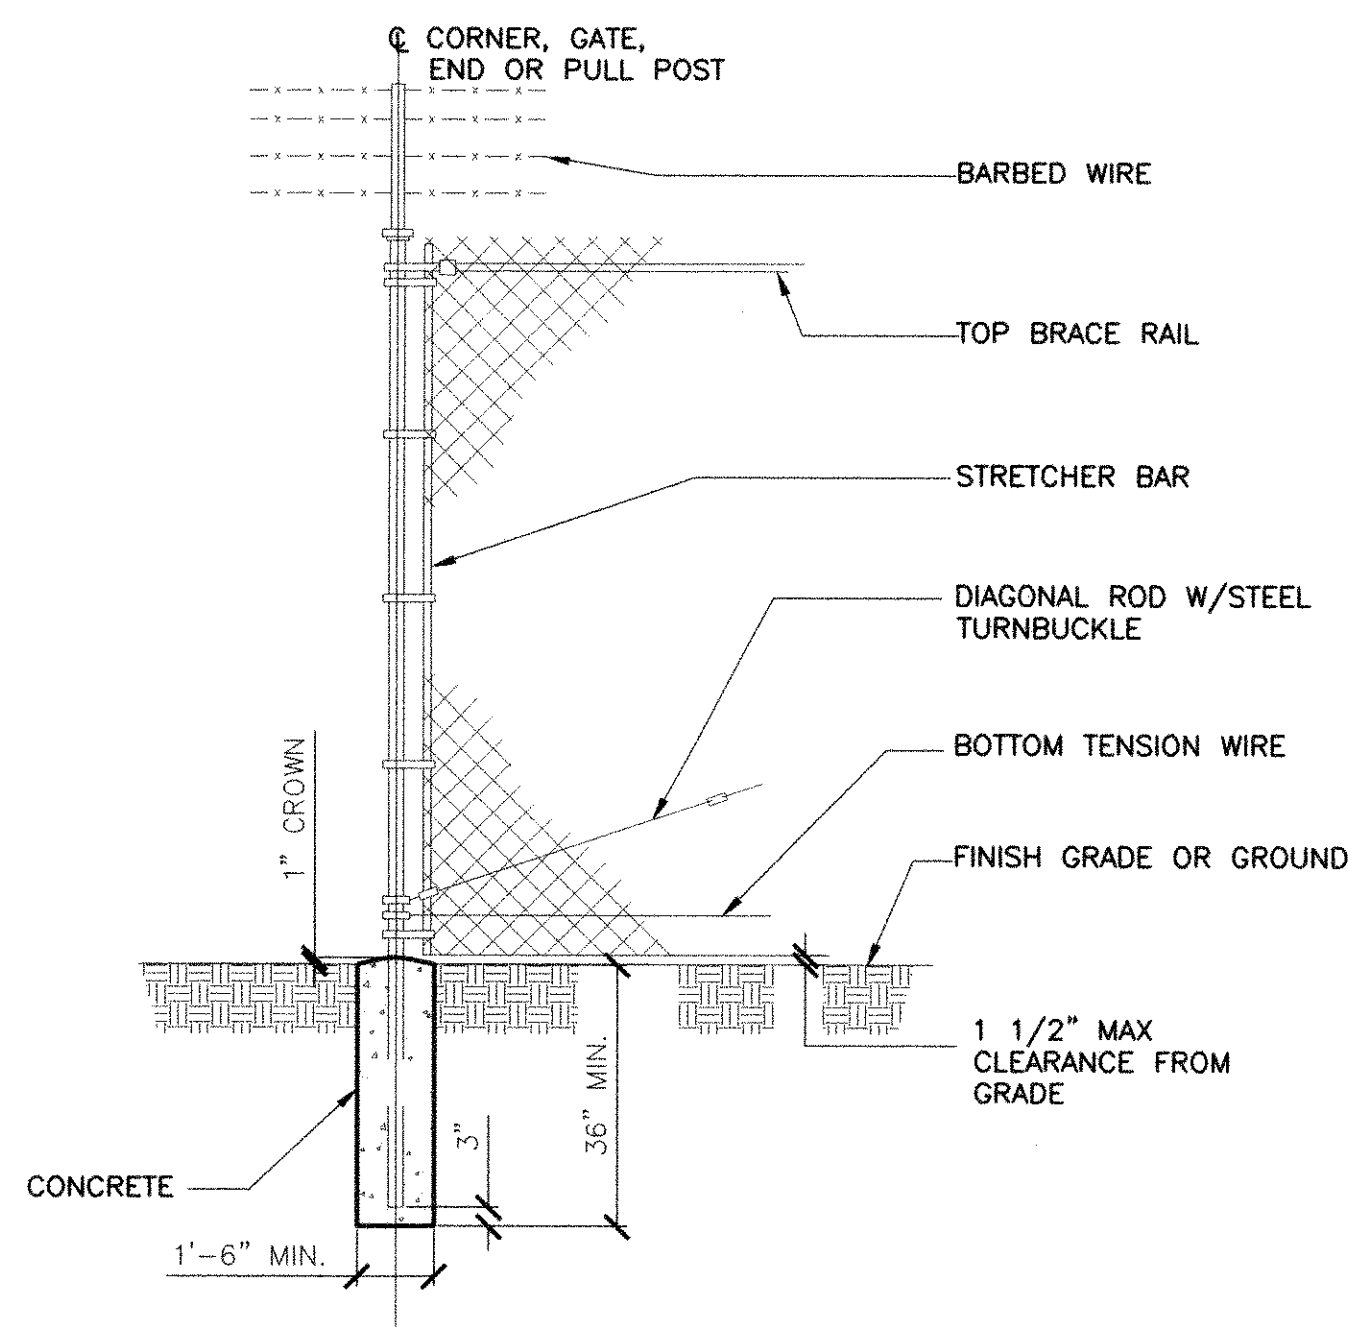 ℄ CORNER, GATE,
END OR PULL POST
BARBED WIRE
TOP BRACE RAIL
STRETCHER BAR
DIAGONAL ROD W/STEEL
TURNBUCKLE
BOTTOM TENSION WIRE
1" CROWN
FINISH GRADE OR GROUND
1 1/2" MAX
CLEARANCE FROM
GRADE
36" MIN.
3"
CONCRETE
1'-6" MIN.